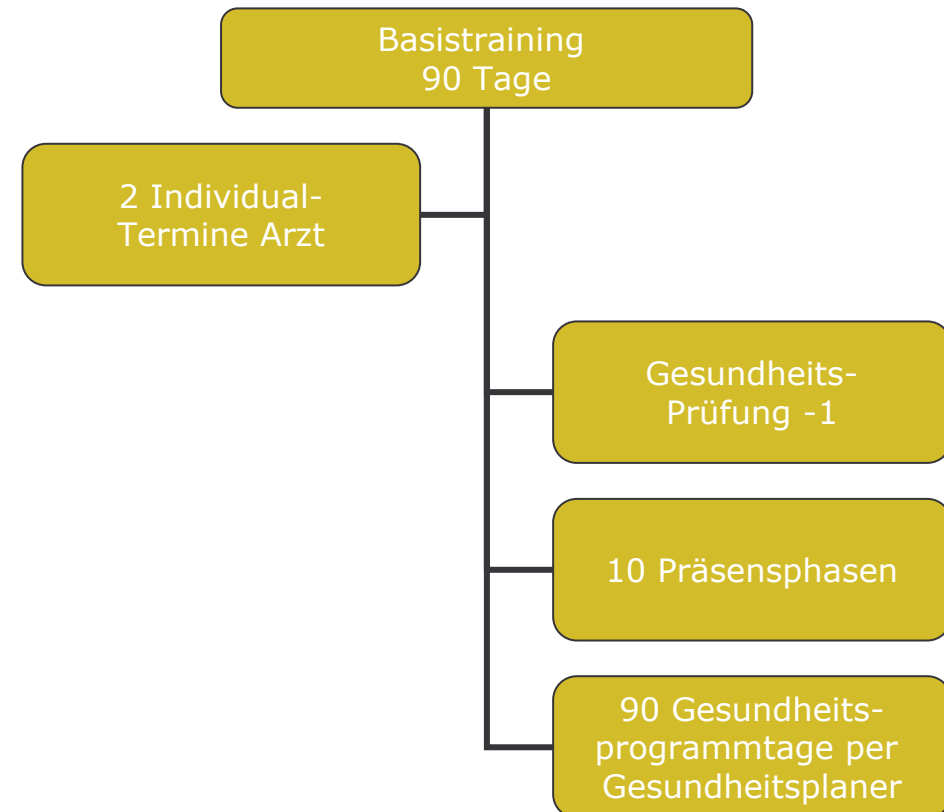 Basistraining
90 Tage
2 Individual-
Termine Arzt
Gesundheits-
Prüfung -1
10 Präsensphasen
90 Gesundheits-
programmtage per
Gesundheitsplaner